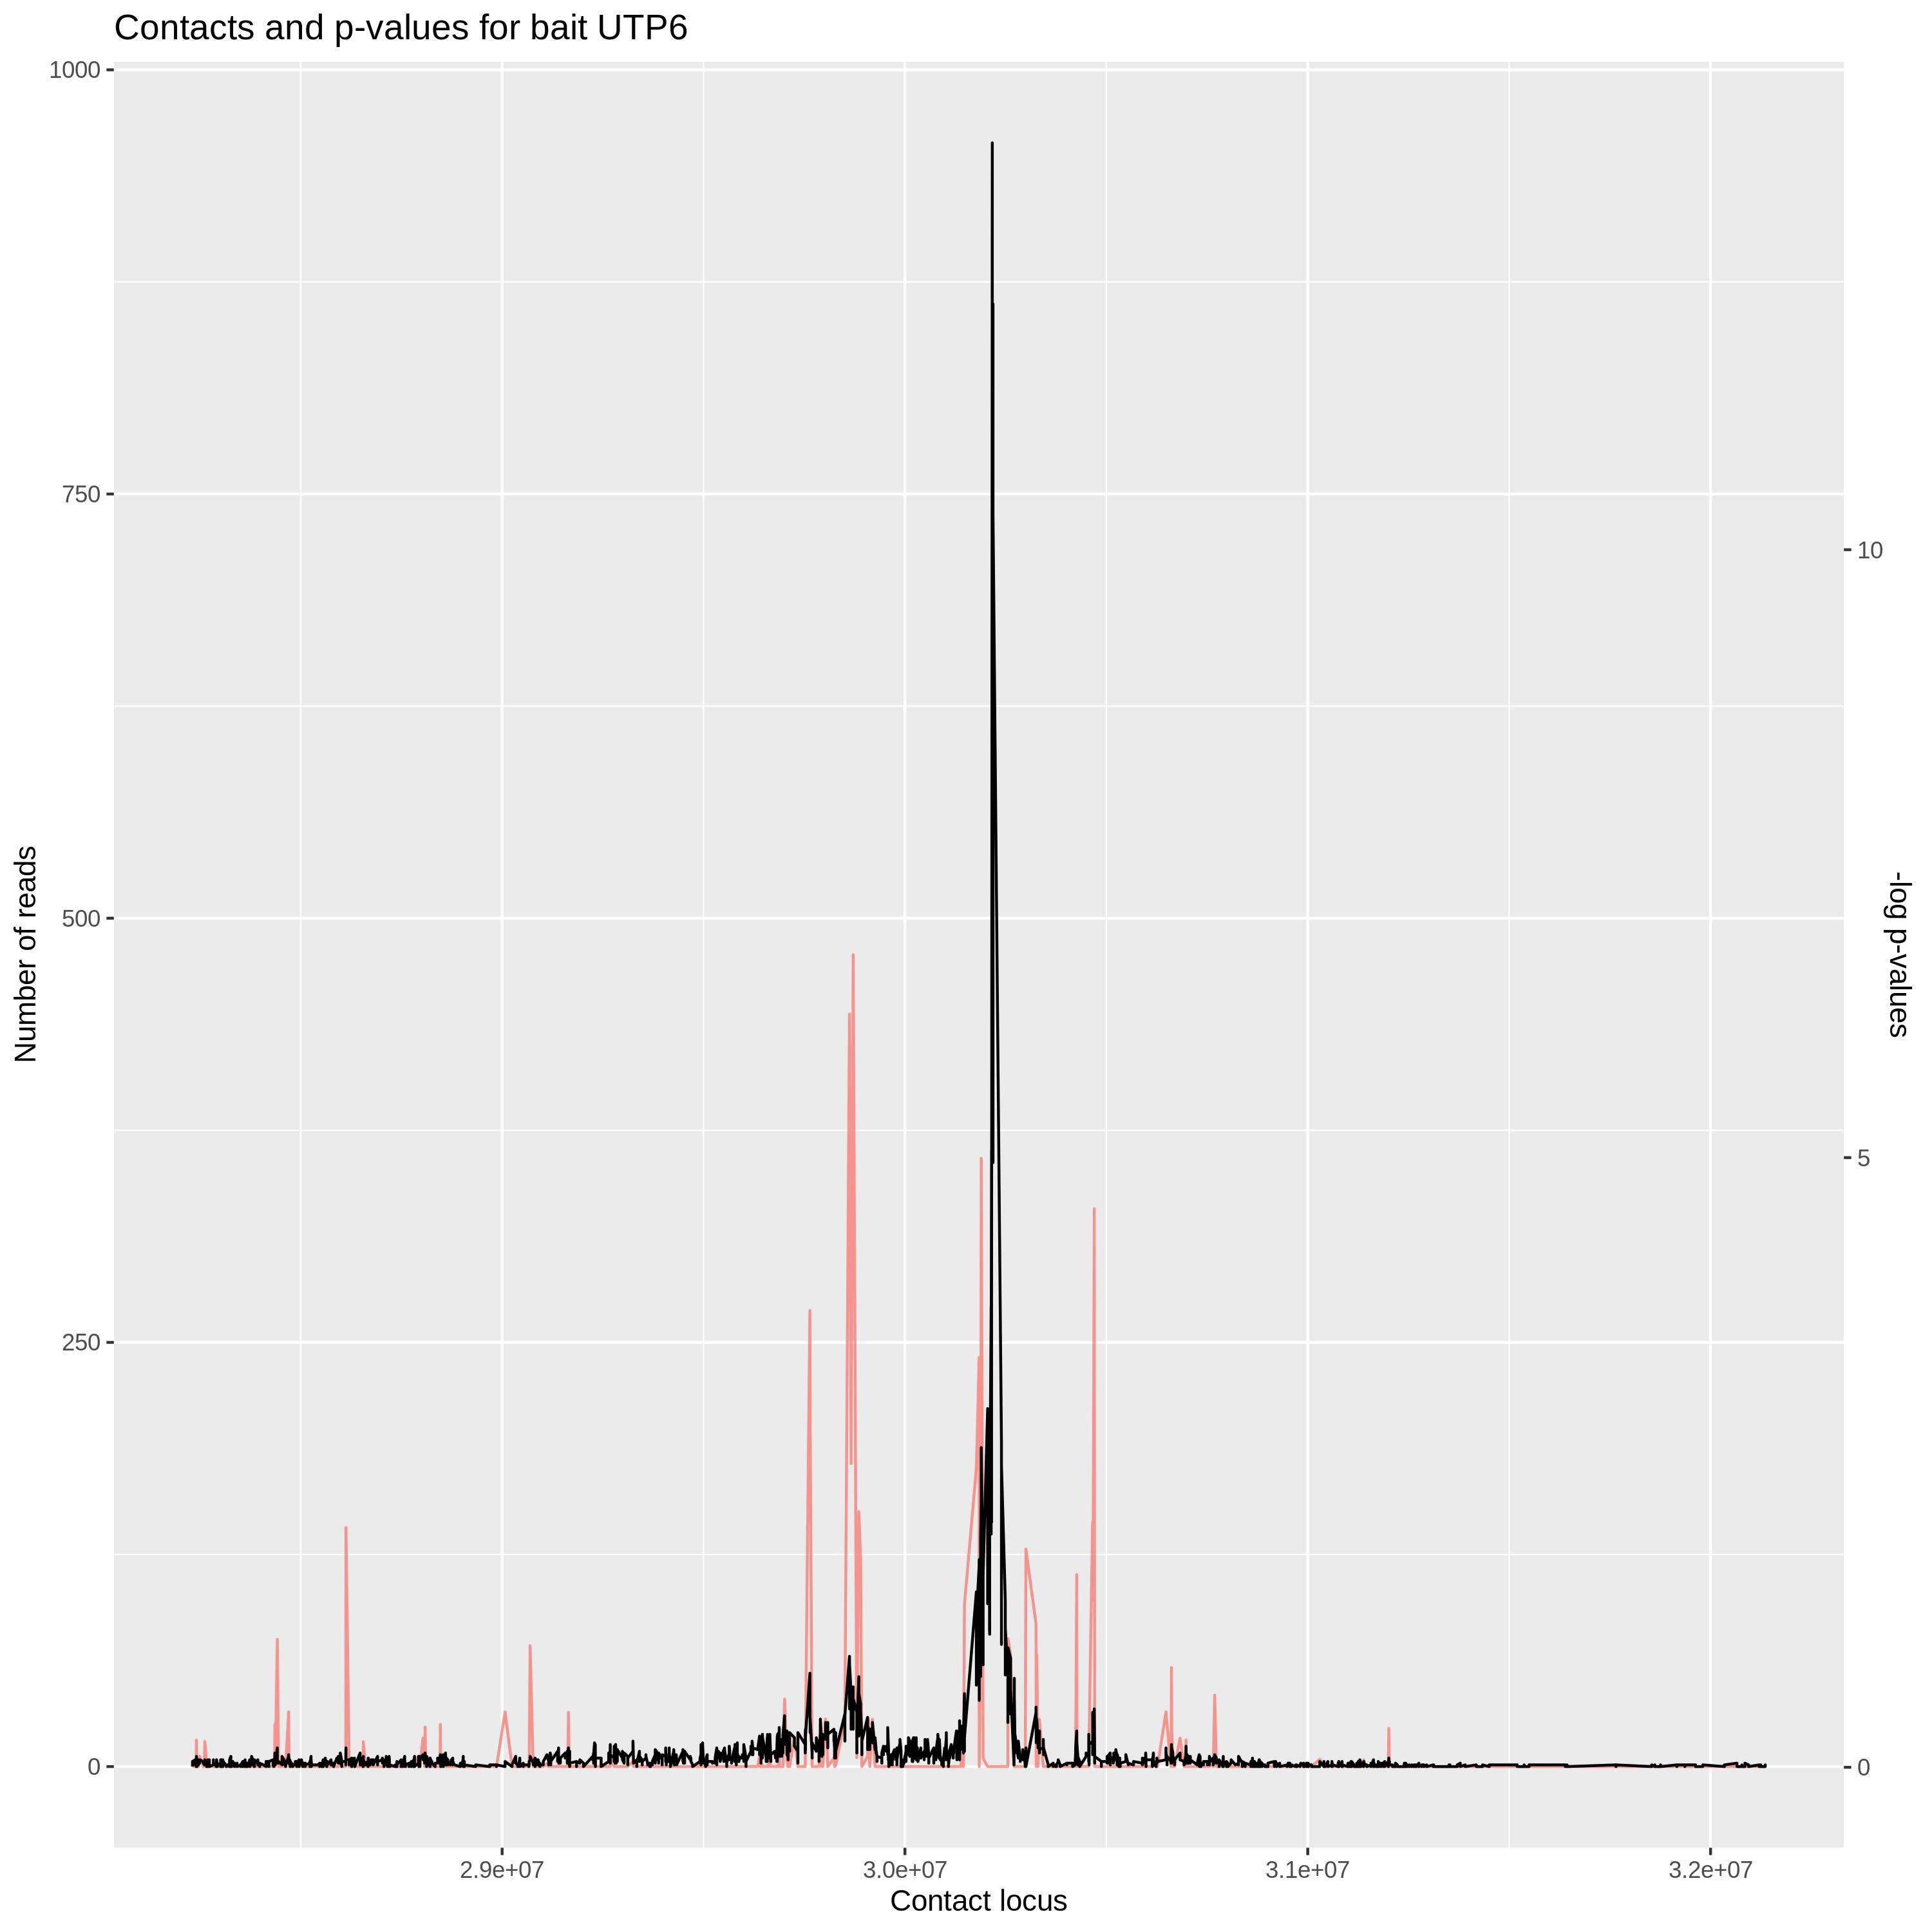 Contacts and p-values for bait UTP6
1000
750
500
250
0
Number of reads
10
5
0
-log p-values
2.9e+07
3.0e+07
3.1e+07
3.2e+07
Contact locus